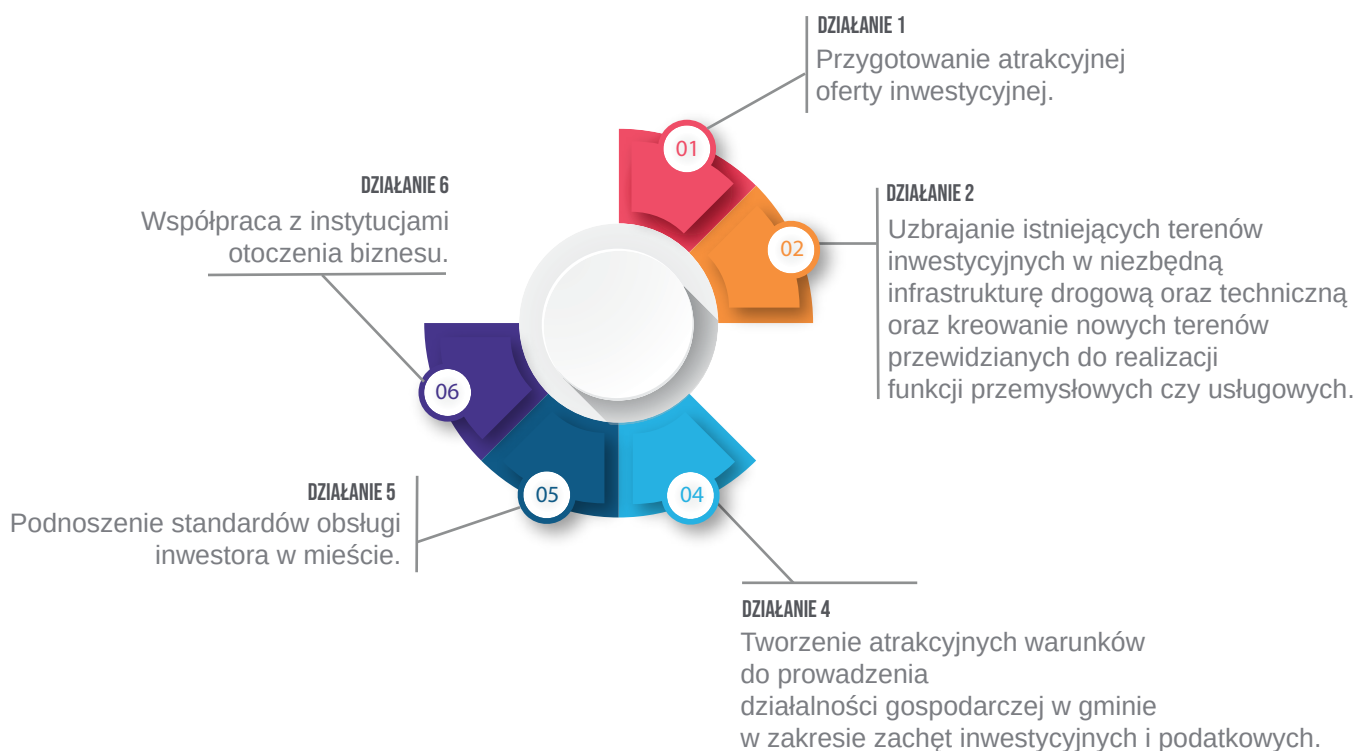 DZIAŁANIE 1
Przygotowanie atrakcyjnej
oferty inwestycyjnej.
01
DZIAŁANIE 2
Uzbrajanie istniejących terenów
inwestycyjnych w niezbędną
infrastrukturę drogową oraz techniczną
oraz kreowanie nowych terenów
przewidzianych do realizacji
funkcji przemysłowych czy usługowych.
02
DZIAŁANIE 6
Współpraca z instytucjami
otoczenia biznesu.
06
DZIAŁANIE 5
Podnoszenie standardów obsługi
inwestora w mieście.
05
04
DZIAŁANIE 4
Tworzenie atrakcyjnych warunków
do prowadzenia
działalności gospodarczej w gminie
w zakresie zachęt inwestycyjnych i podatkowych.